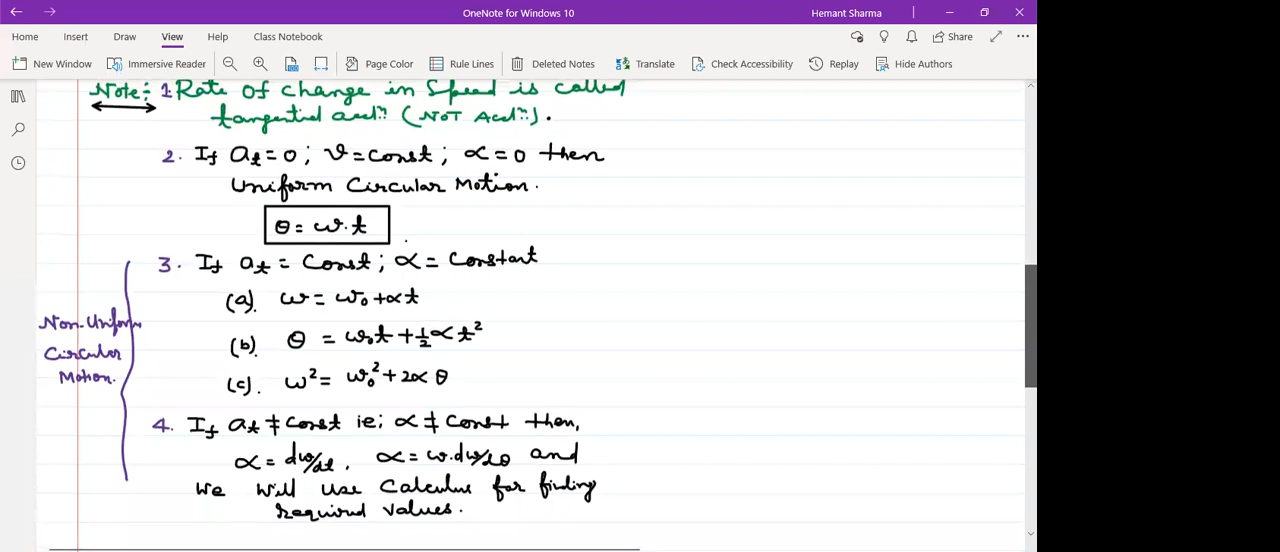 OneNote for Windows 10
Hemant Sharma
Home Insert Draw View Help Class Notebook Share
New Window Immersive Reader Page Color Rule Lines Deleted Notes Translate Check Accessibility Replay Hide Authors
Note:- 1 Rate of change in Speed is called
tangential accⁿ (NOT Accⁿ).
2. If aₜ=0; v=const; α=0 then
Uniform Circular Motion.
θ = ω.t
3. If aₜ = Const; α = Constant
(a). ω = ω₀+αt
Non-Uniform
(b). θ = ω₀t + ½αt²
Circular
Motion.
(c). ω² = ω₀²+2αθ
4. If aₜ ≠ Const ie; α ≠ Const then,
α = dω/dt, α = ω.dω/dθ and
We will use Calculus for finding
required values.